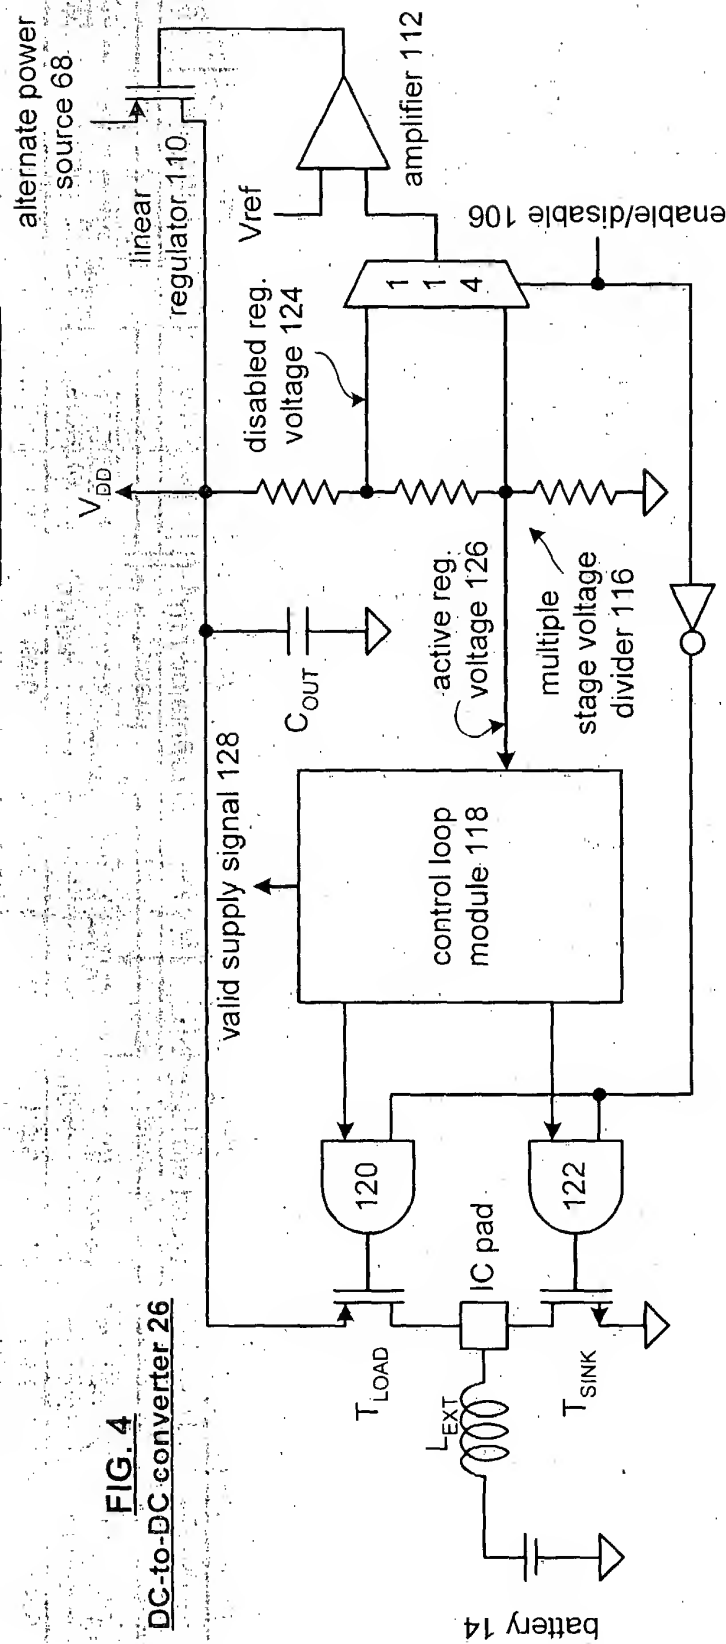 FIG. 4
DC-to-DC converter 26
alternate power
source 68
linear
regulator 110
VDD
valid supply signal 128
COUT
disabled reg.
voltage 124
Vref
amplifier 112
1
1
4
enable/disable 106
active reg.
voltage 126
multiple
stage voltage
divider 116
control loop
module 118
120
122
TLOAD
IC pad
TSINK
LEXT
battery 14